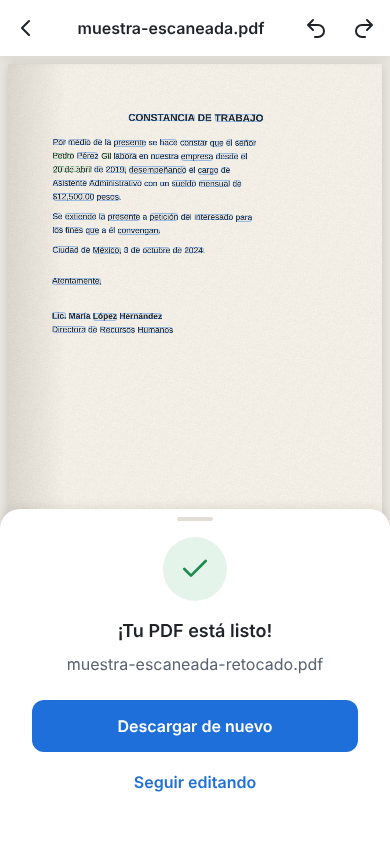 muestra-escaneada.pdf
CONSTANCIA DE TRABAJO
Por medio de la presente se hace constar que el señor
Pedro Pérez Gil labora en nuestra empresa desde el
20 de abril de 2019, desempeñando el cargo de
Asistente Administrativo con un sueldo mensual de
$12,500.00 pesos.
Se extiende la presente a petición del interesado para
los fines que a él convengan.
Ciudad de México, 3 de octubre de 2024.
Atentamente,
Lic. María López Hernández
Directora de Recursos Humanos
¡Tu PDF está listo!
muestra-escaneada-retocado.pdf
Descargar de nuevo
Seguir editando